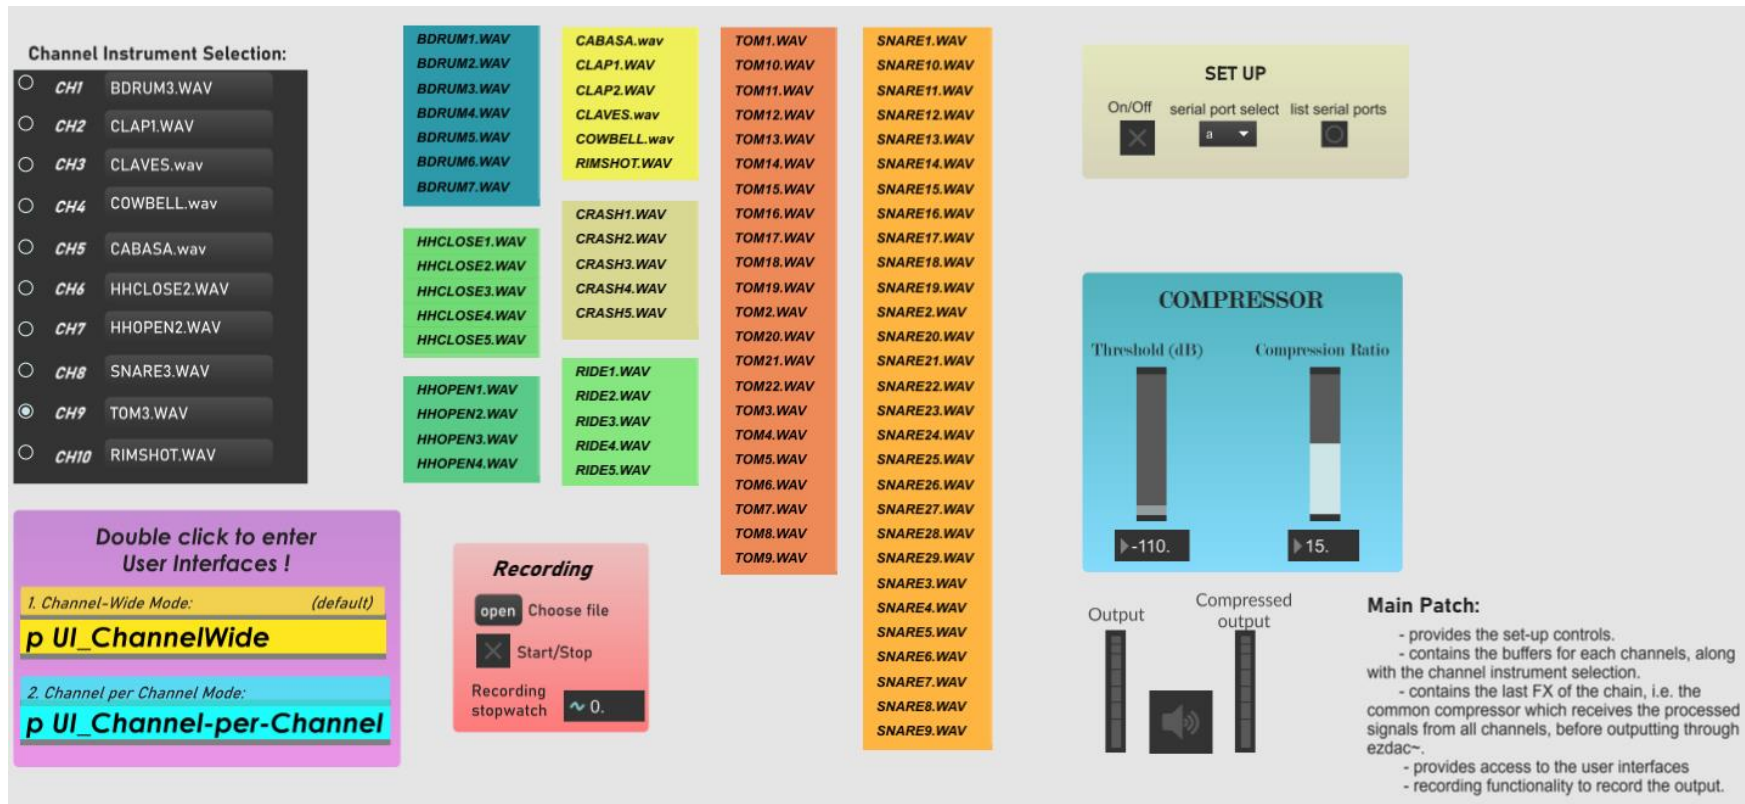 Channel Instrument Selection:
CH1 BDRUM3.WAV
CH2 CLAP1.WAV
CH3 CLAVES.wav
CH4 COWBELL.wav
CH5 CABASA.wav
CH6 HHCLOSE2.WAV
CH7 HHOPEN2.WAV
CH8 SNARE3.WAV
CH9 TOM3.WAV
CH10 RIMSHOT.WAV
Double click to enter
User Interfaces !
1. Channel-Wide Mode: (default)
p UI_ChannelWide
2. Channel per Channel Mode:
p UI_Channel-per-Channel
BDRUM1.WAV
BDRUM2.WAV
BDRUM3.WAV
BDRUM4.WAV
BDRUM5.WAV
BDRUM6.WAV
BDRUM7.WAV
HHCLOSE1.WAV
HHCLOSE2.WAV
HHCLOSE3.WAV
HHCLOSE4.WAV
HHCLOSE5.WAV
HHOPEN1.WAV
HHOPEN2.WAV
HHOPEN3.WAV
HHOPEN4.WAV
CABASA.wav
CLAP1.WAV
CLAP2.WAV
CLAVES.wav
COWBELL.wav
RIMSHOT.WAV
CRASH1.WAV
CRASH2.WAV
CRASH3.WAV
CRASH4.WAV
CRASH5.WAV
RIDE1.WAV
RIDE2.WAV
RIDE3.WAV
RIDE4.WAV
RIDE5.WAV
Recording
open Choose file
Start/Stop
Recording
stopwatch 0.
TOM1.WAV
TOM10.WAV
TOM11.WAV
TOM12.WAV
TOM13.WAV
TOM14.WAV
TOM15.WAV
TOM16.WAV
TOM17.WAV
TOM18.WAV
TOM19.WAV
TOM2.WAV
TOM20.WAV
TOM21.WAV
TOM22.WAV
TOM3.WAV
TOM4.WAV
TOM5.WAV
TOM6.WAV
TOM7.WAV
TOM8.WAV
TOM9.WAV
SNARE1.WAV
SNARE10.WAV
SNARE11.WAV
SNARE12.WAV
SNARE13.WAV
SNARE14.WAV
SNARE15.WAV
SNARE16.WAV
SNARE17.WAV
SNARE18.WAV
SNARE19.WAV
SNARE2.WAV
SNARE20.WAV
SNARE21.WAV
SNARE22.WAV
SNARE23.WAV
SNARE24.WAV
SNARE25.WAV
SNARE26.WAV
SNARE27.WAV
SNARE28.WAV
SNARE29.WAV
SNARE3.WAV
SNARE4.WAV
SNARE5.WAV
SNARE6.WAV
SNARE7.WAV
SNARE8.WAV
SNARE9.WAV
SET UP
On/Off serial port select list serial ports
a
COMPRESSOR
Threshold (dB) Compression Ratio
-110. 15.
Output Compressed
output
Main Patch:
- provides the set-up controls.
- contains the buffers for each channels, along
with the channel instrument selection.
- contains the last FX of the chain, i.e. the
common compressor which receives the processed
signals from all channels, before outputting through
ezdac~.
- provides access to the user interfaces
- recording functionality to record the output.